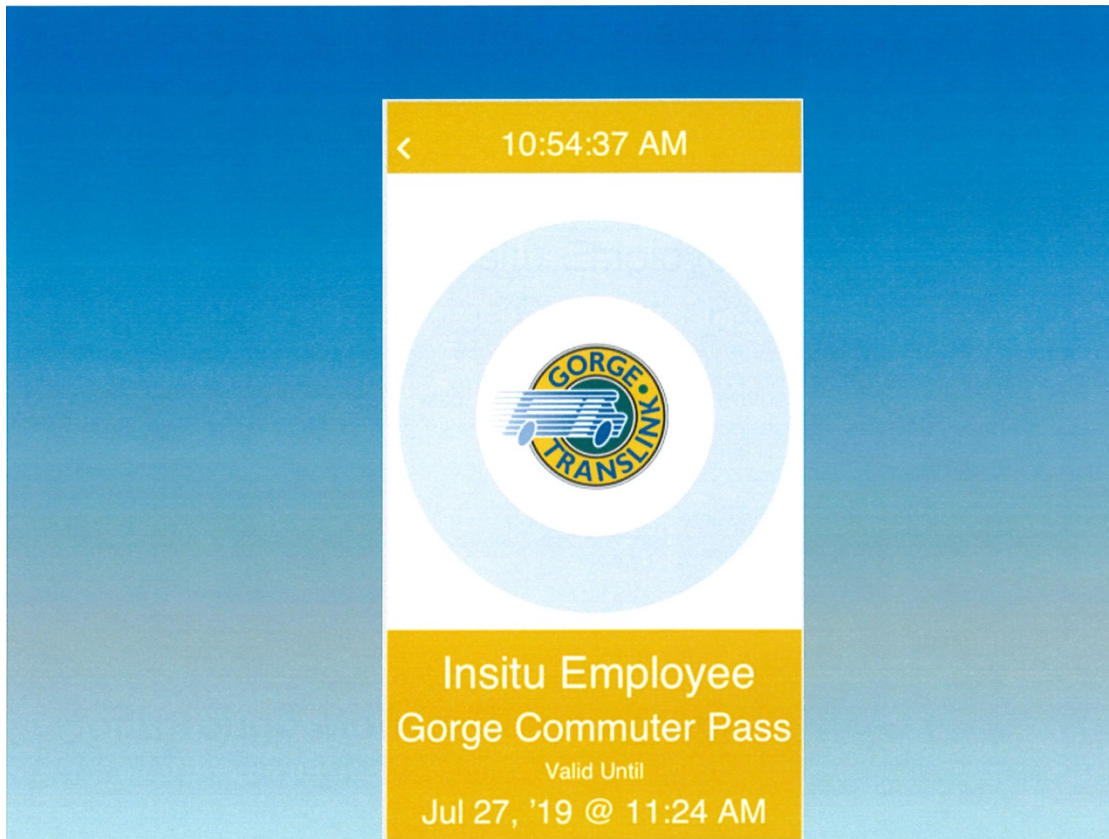 10:54:37 AM
GORGE •
TRANSLINK
Insitu Employee
Gorge Commuter Pass
Valid Until
Jul 27, '19 @ 11:24 AM